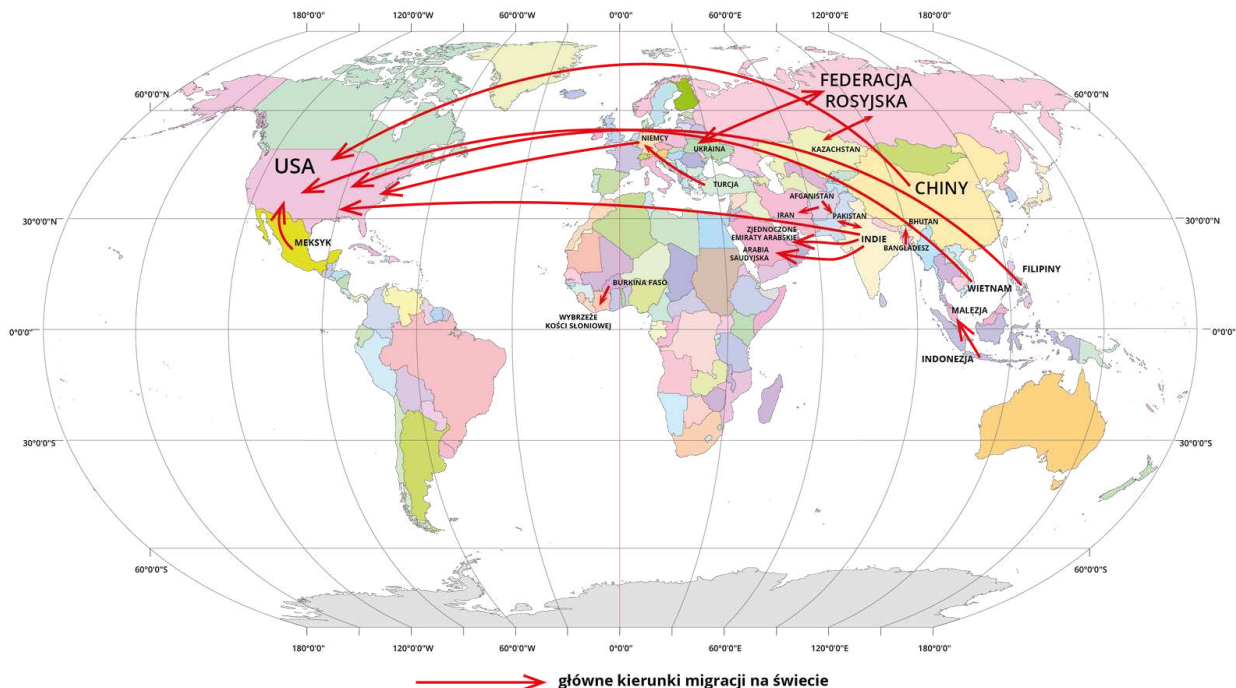 180°0'0" 120°0'0"W 60°0'0"W 0°0'0" 60°0'0"E 120°0'0"E 180°0'0"
60°0'0"N
60°0'0"N
FEDERACJA
ROSYJSKA
NIEMCY
UKRAINA
KAZACHSTAN
USA
TURCJA
CHINY
AFGANISTAN
30°0'0"N
30°0'0"N
IRAN
PAKISTAN
BHUTAN
ZJEDNOCZONE
EMIRATY ARABSKIE
INDIE
MEKSYK
BANGLADESZ
ARABIA
SAUDYJSKA
FILIPINY
BURKINA FASO
WIETNAM
WYBRZEŻE
KOŚCI SŁONIOWEJ
MALEZJA
0°0'0"
0°0'0"
INDONEZJA
30°0'0"S
30°0'0"S
60°0'0"S
60°0'0"S
180°0'0" 120°0'0"W 60°0'0"W 0°0'0" 60°0'0"E 120°0'0"E 180°0'0"
główne kierunki migracji na świecie